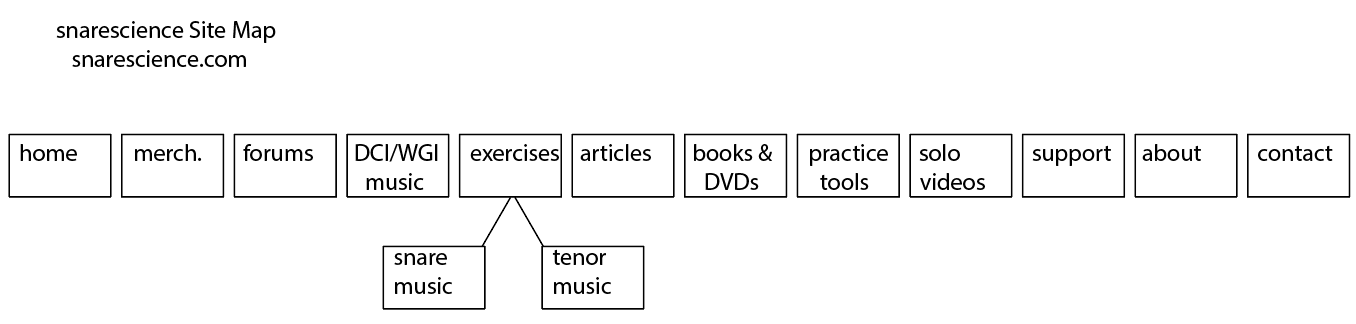 snarescience Site Map
snarescience.com
home
merch.
forums
DCI/WGI
music
exercises
articles
books &
DVDs
practice
tools
solo
videos
support
about
contact
snare
music
tenor
music